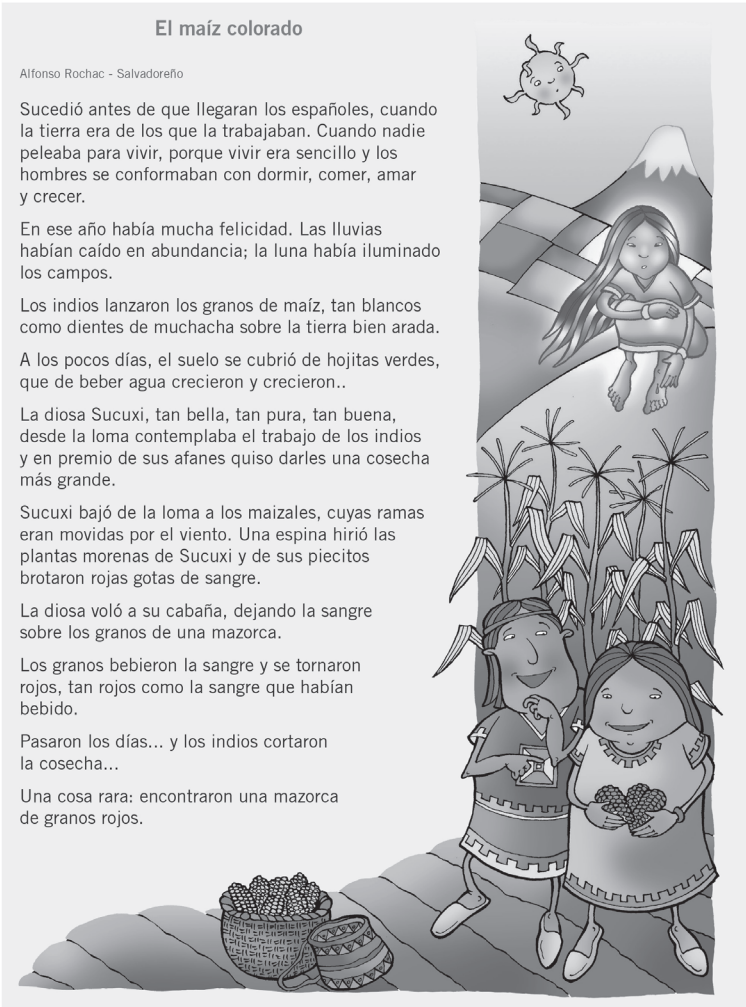 El maíz colorado
Alfonso Rochac - Salvadoreño
Sucedió antes de que llegaran los españoles, cuando
la tierra era de los que la trabajaban. Cuando nadie
peleaba para vivir, porque vivir era sencillo y los
hombres se conformaban con dormir, comer, amar
y crecer.
En ese año había mucha felicidad. Las lluvias
habían caído en abundancia; la luna había iluminado
los campos.
Los indios lanzaron los granos de maíz, tan blancos
como dientes de muchacha sobre la tierra bien arada.
A los pocos días, el suelo se cubrió de hojitas verdes,
que de beber agua crecieron y crecieron..
La diosa Sucuxi, tan bella, tan pura, tan buena,
desde la loma contemplaba el trabajo de los indios
y en premio de sus afanes quiso darles una cosecha
más grande.
Sucuxi bajó de la loma a los maizales, cuyas ramas
eran movidas por el viento. Una espina hirió las
plantas morenas de Sucuxi y de sus piecitos
brotaron rojas gotas de sangre.
La diosa voló a su cabaña, dejando la sangre
sobre los granos de una mazorca.
Los granos bebieron la sangre y se tornaron
rojos, tan rojos como la sangre que habían
bebido.
Pasaron los días... y los indios cortaron
la cosecha...
Una cosa rara: encontraron una mazorca
de granos rojos.